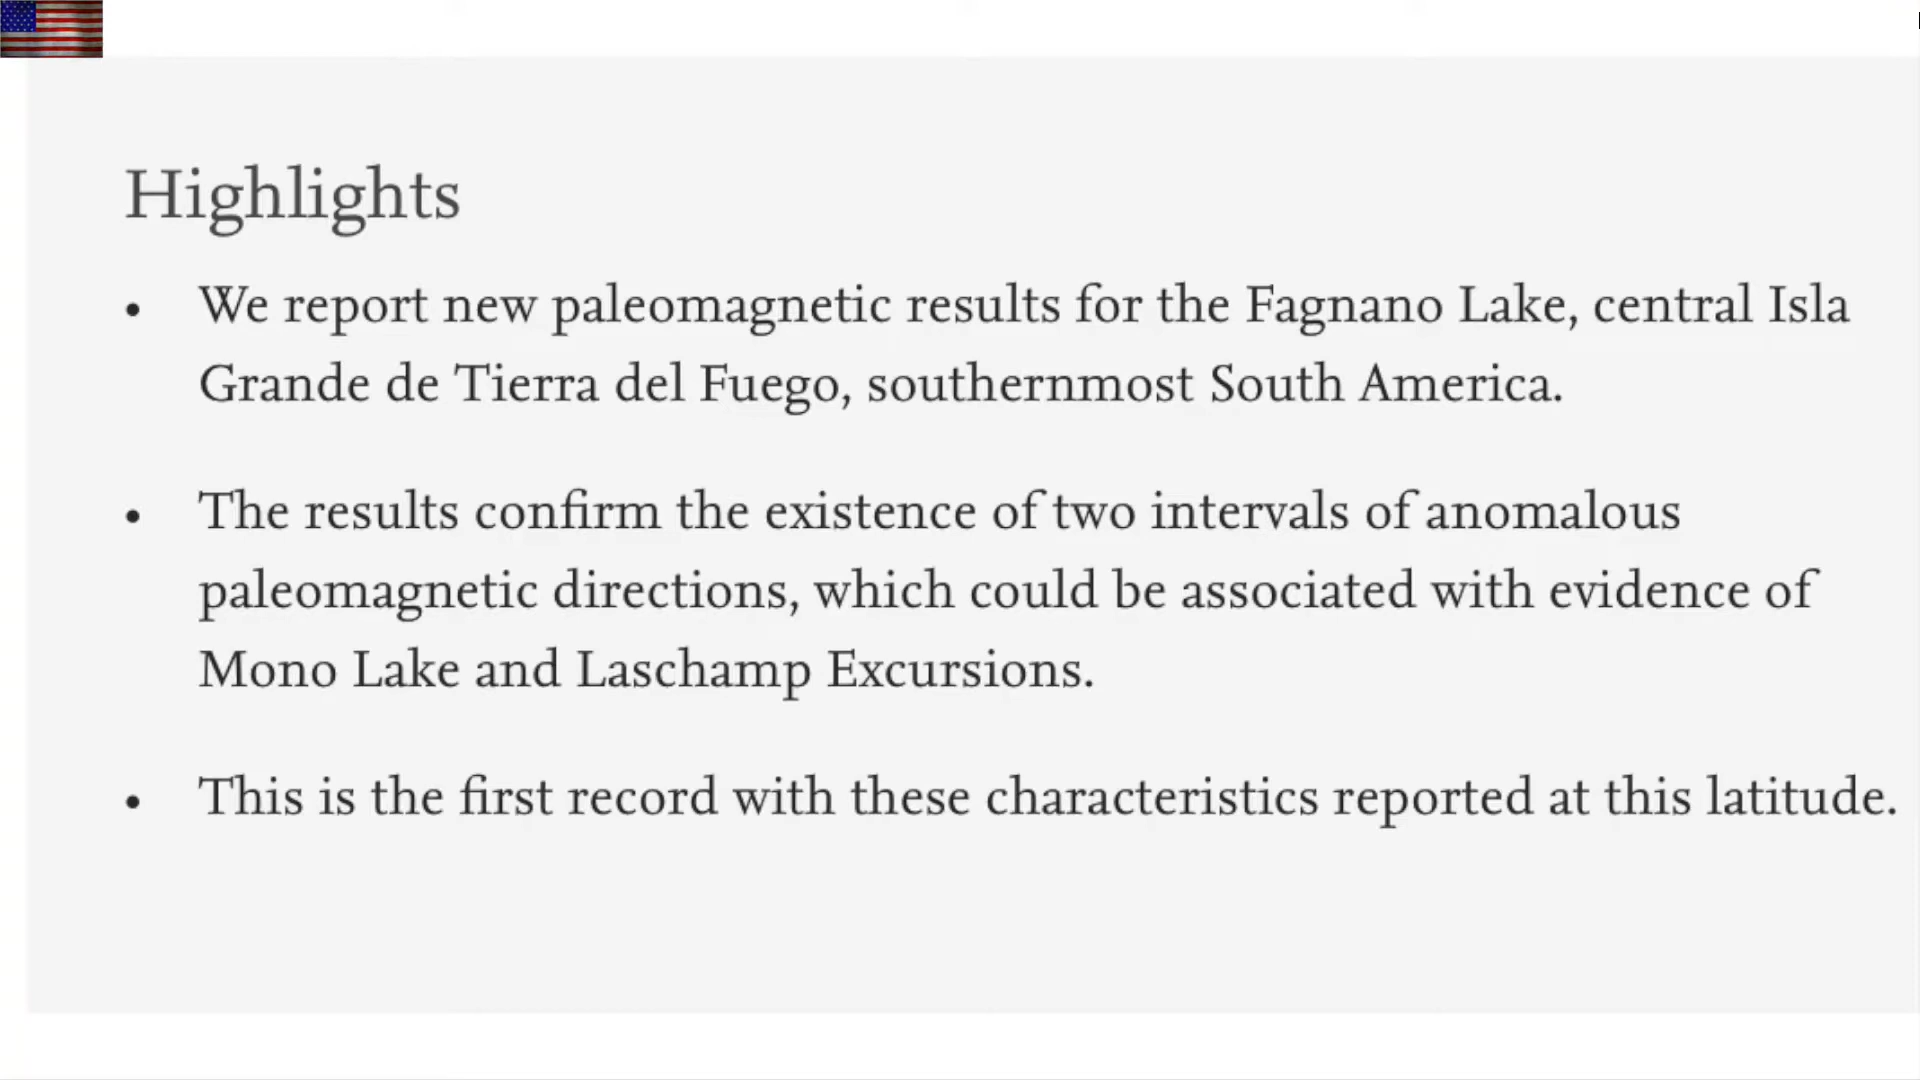 Highlights
• We report new paleomagnetic results for the Fagnano Lake, central Isla
Grande de Tierra del Fuego, southernmost South America.
• The results confirm the existence of two intervals of anomalous
paleomagnetic directions, which could be associated with evidence of
Mono Lake and Laschamp Excursions.
• This is the first record with these characteristics reported at this latitude.